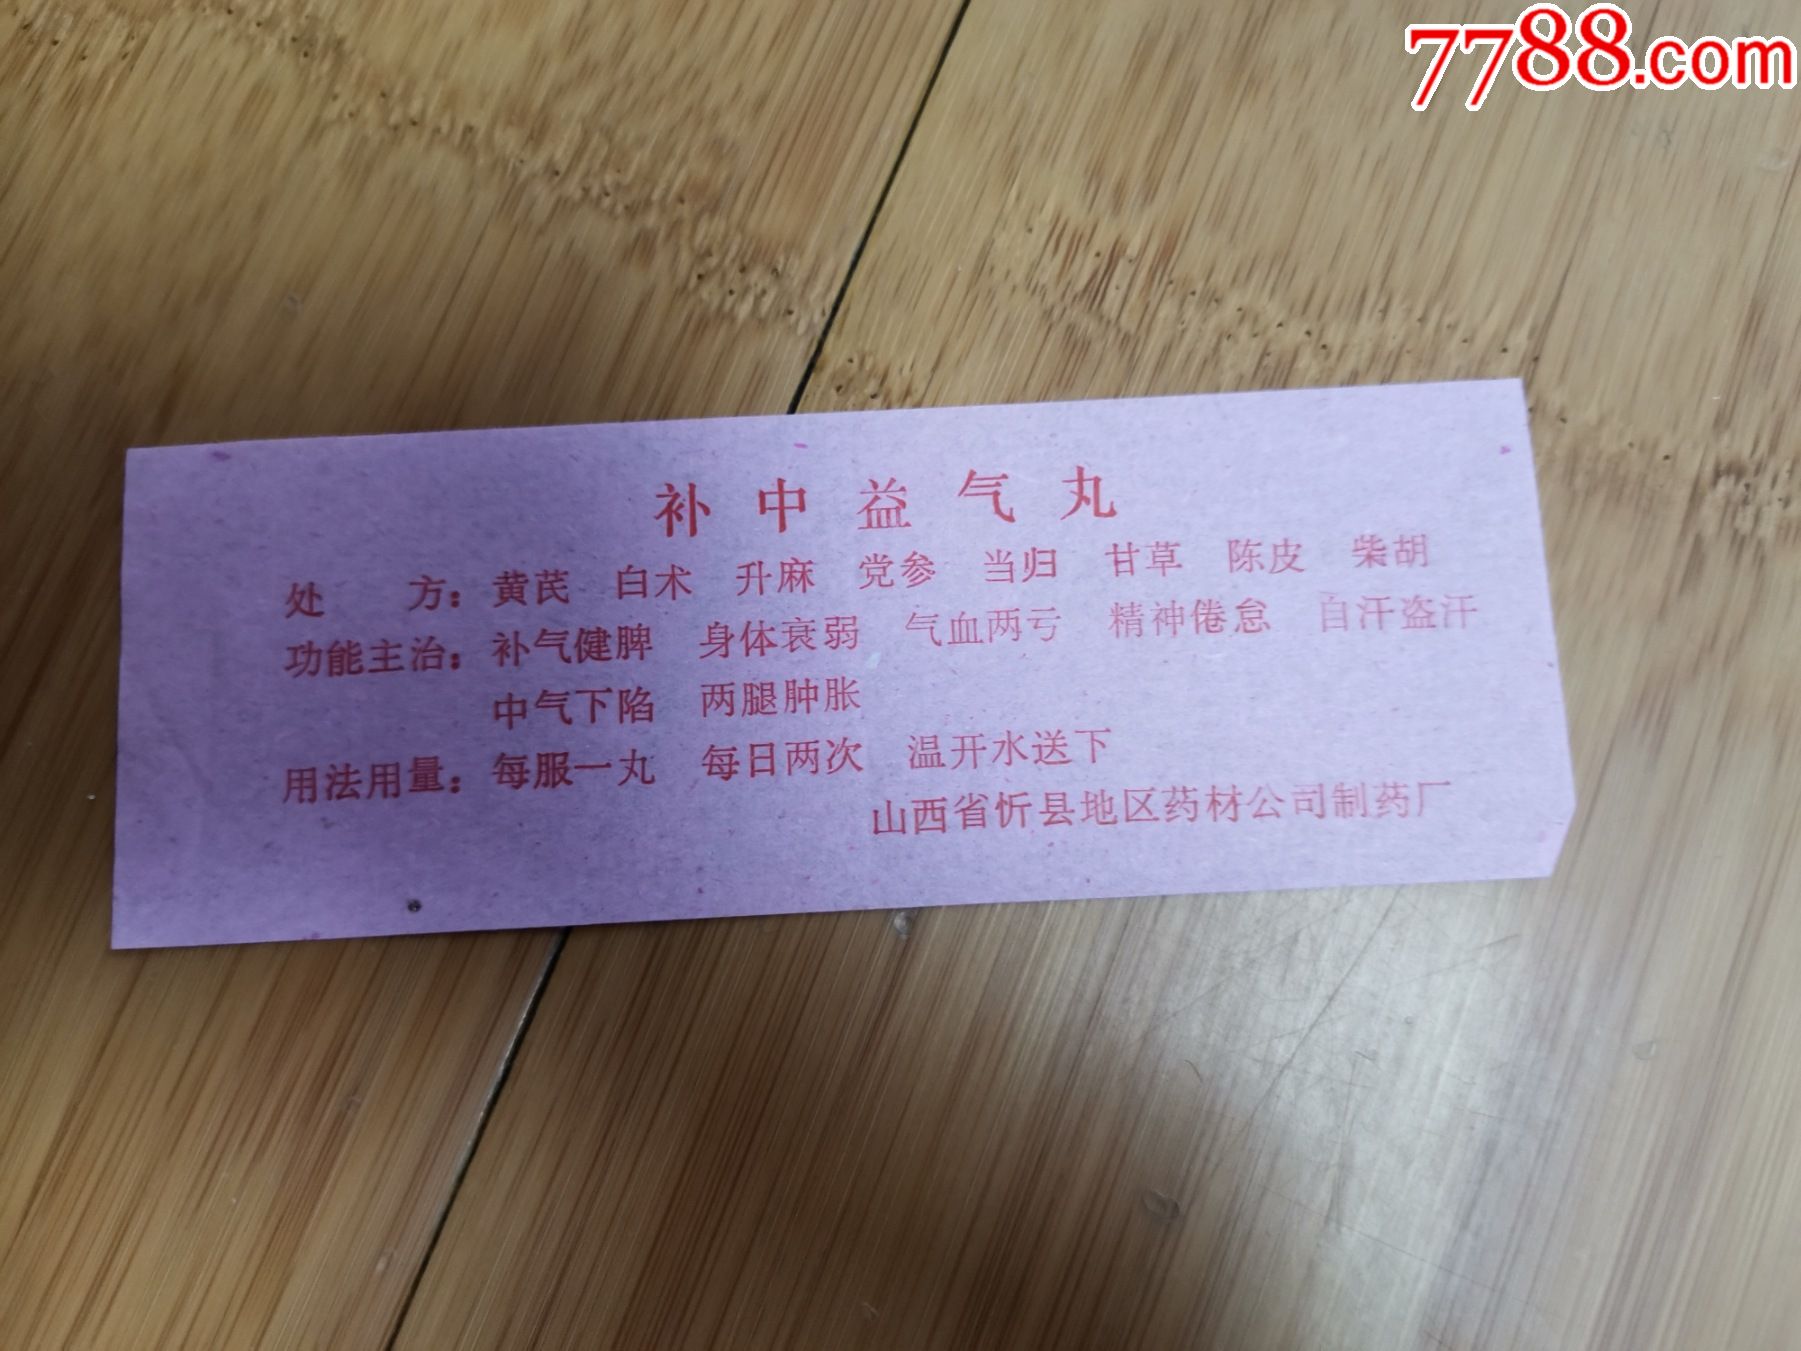 7788.com
补中益气丸
处 方：黄芪 白术 升麻 党参 当归 甘草 陈皮 柴胡
功能主治：补气健脾 身体衰弱 气血两亏 精神倦怠 自汗盗汗
中气下陷 两腿肿胀
用法用量：每服一丸 每日两次 温开水送下
山西省忻县地区药材公司制药厂